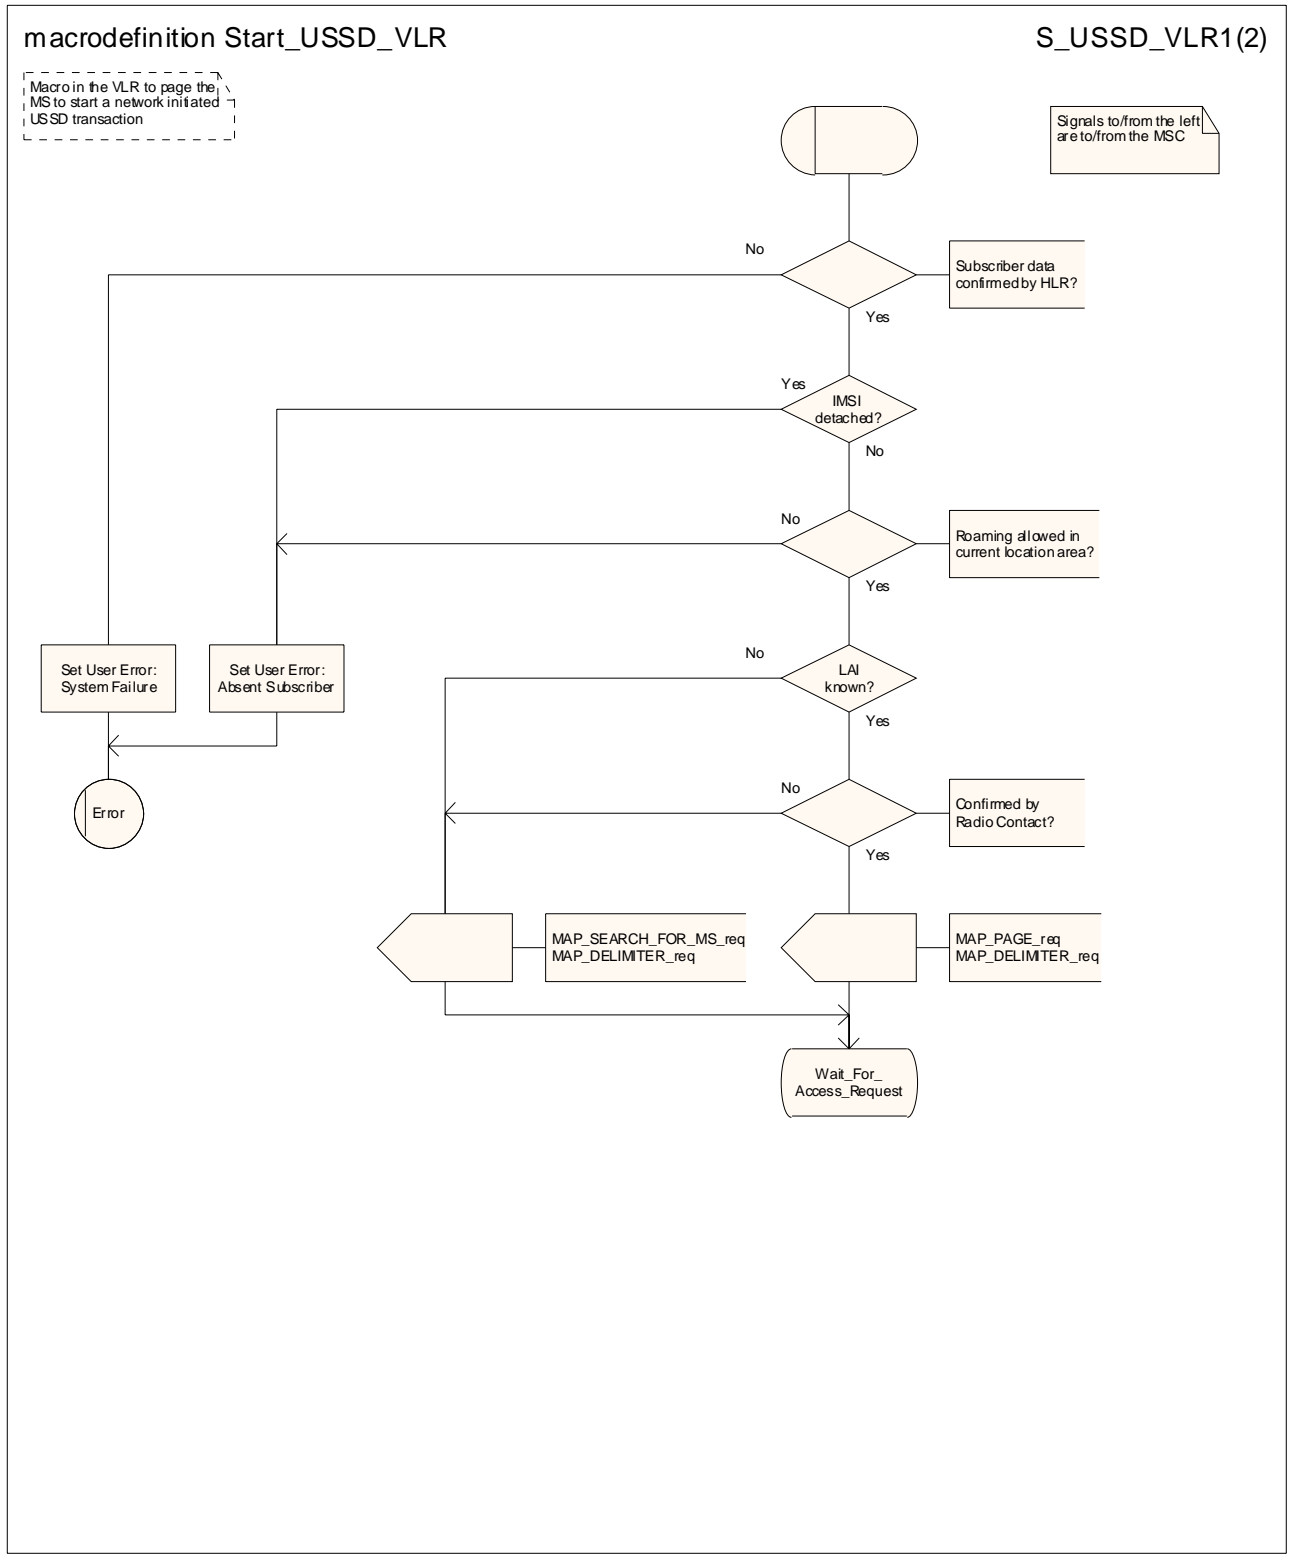 macrodefinition Start_USSD_VLR
S_USSD_VLR1(2)
Macro in the VLR to page the
MS to start a network initiated
USSD transaction
Signals to/from the left
are to/from the MSC
No
Subscriber data
confirmed by HLR?
Yes
Yes
IMSI
detached?
No
No
Roaming allowed in
current location area?
Yes
Set User Error:
System Failure
Set User Error:
Absent Subscriber
No
LAI
known?
Yes
No
Confirmed by
Radio Contact?
Error
Yes
MAP_SEARCH_FOR_MS_req
MAP_DELIMITER_req
MAP_PAGE_req
MAP_DELIMITER_req
Wait_For_
Access_Request